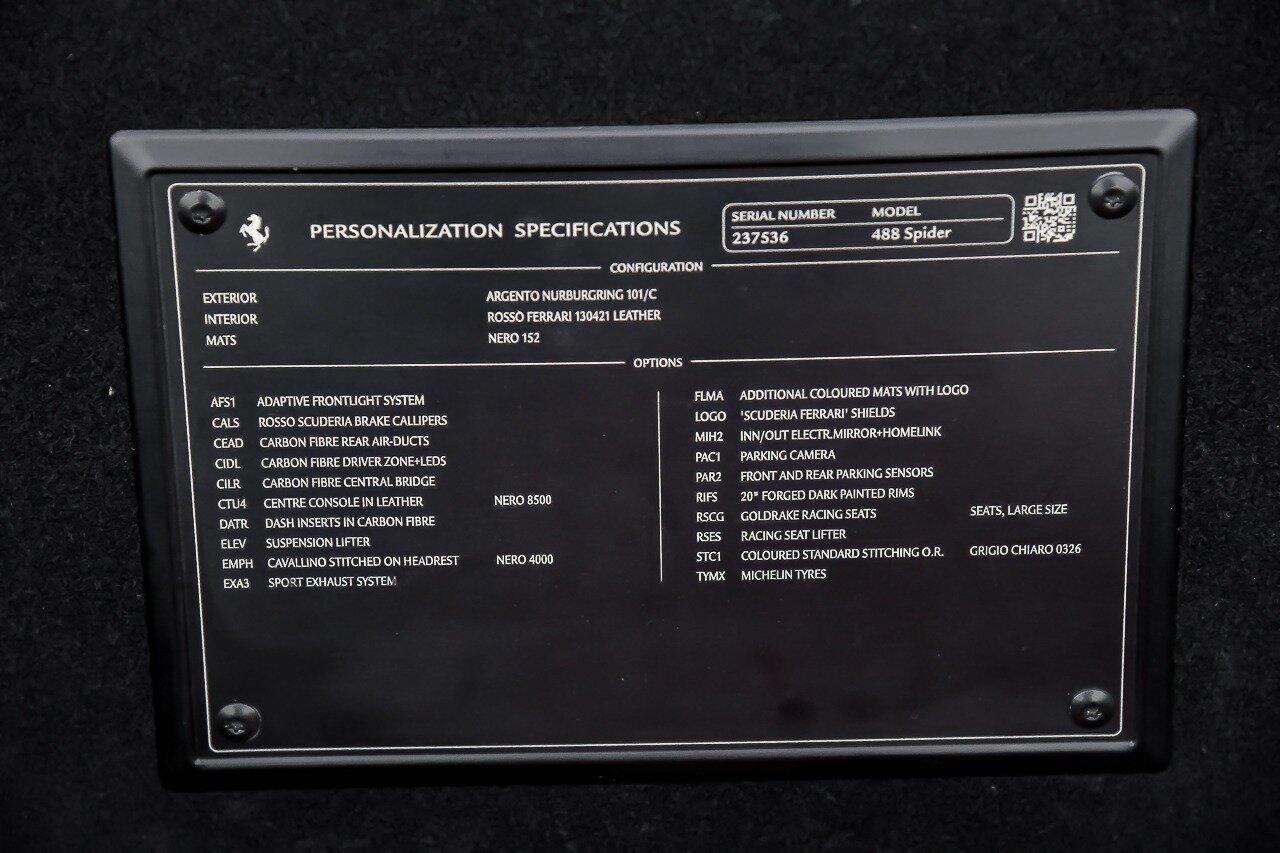 PERSONALIZATION SPECIFICATIONS
SERIAL NUMBER MODEL
237536 488 Spider
CONFIGURATION
EXTERIOR ARGENTO NURBURGRING 101/C
INTERIOR ROSSO FERRARI 130421 LEATHER
MATS NERO 152
OPTIONS
AFS1 ADAPTIVE FRONTLIGHT SYSTEM
CALS ROSSO SCUDERIA BRAKE CALLIPERS
CEAD CARBON FIBRE REAR AIR-DUCTS
CIDL CARBON FIBRE DRIVER ZONE+LEDS
CILR CARBON FIBRE CENTRAL BRIDGE
CTU4 CENTRE CONSOLE IN LEATHER NERO 8500
DATR DASH INSERTS IN CARBON FIBRE
ELEV SUSPENSION LIFTER
EMPH CAVALLINO STITCHED ON HEADREST NERO 4000
EXA3 SPORT EXHAUST SYSTEM
FLMA ADDITIONAL COLOURED MATS WITH LOGO
LOGO 'SCUDERIA FERRARI' SHIELDS
MIH2 INN/OUT ELECTR.MIRROR+HOMELINK
PAC1 PARKING CAMERA
PAR2 FRONT AND REAR PARKING SENSORS
RIFS 20" FORGED DARK PAINTED RIMS
RSCG GOLDRAKE RACING SEATS SEATS, LARGE SIZE
RSES RACING SEAT LIFTER
STC1 COLOURED STANDARD STITCHING O.R. GRIGIO CHIARO 0326
TYMX MICHELIN TYRES